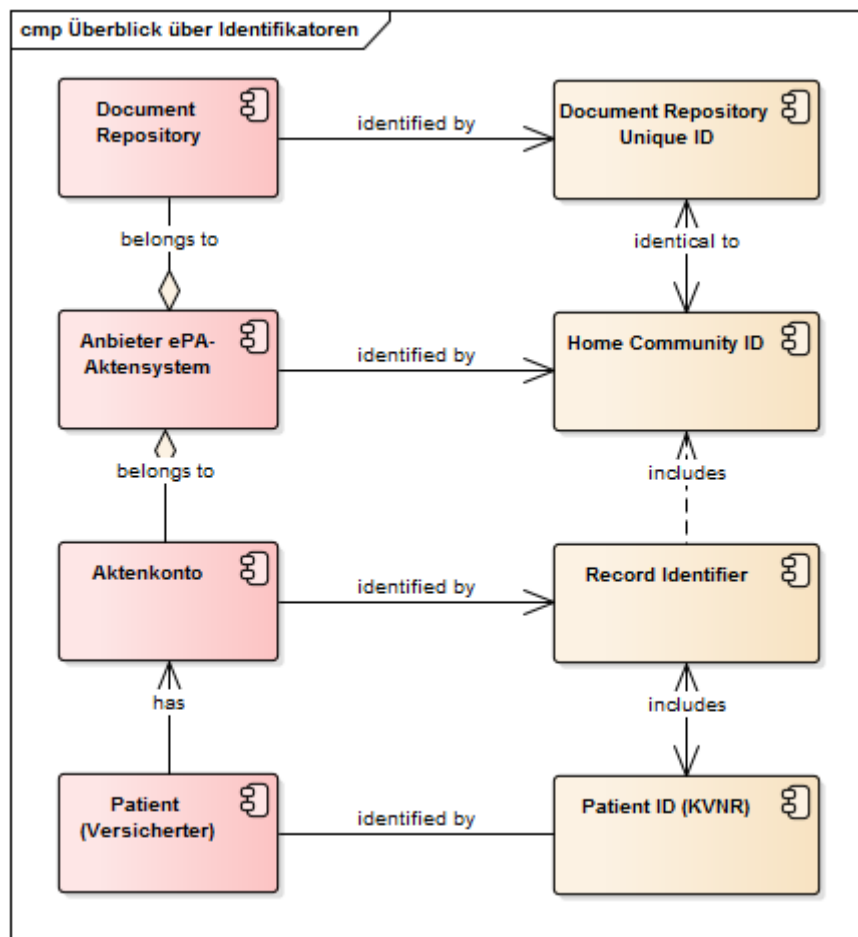 cmp Überblick über Identifikatoren
Document
Repository
identified by
Document Repository
Unique ID
belongs to
identical to
Anbieter ePA-
Aktensystem
identified by
Home Community ID
belongs to
includes
Aktenkonto
identified by
Record Identifier
has
includes
Patient
(Versicherter)
identified by
Patient ID (KVNR)